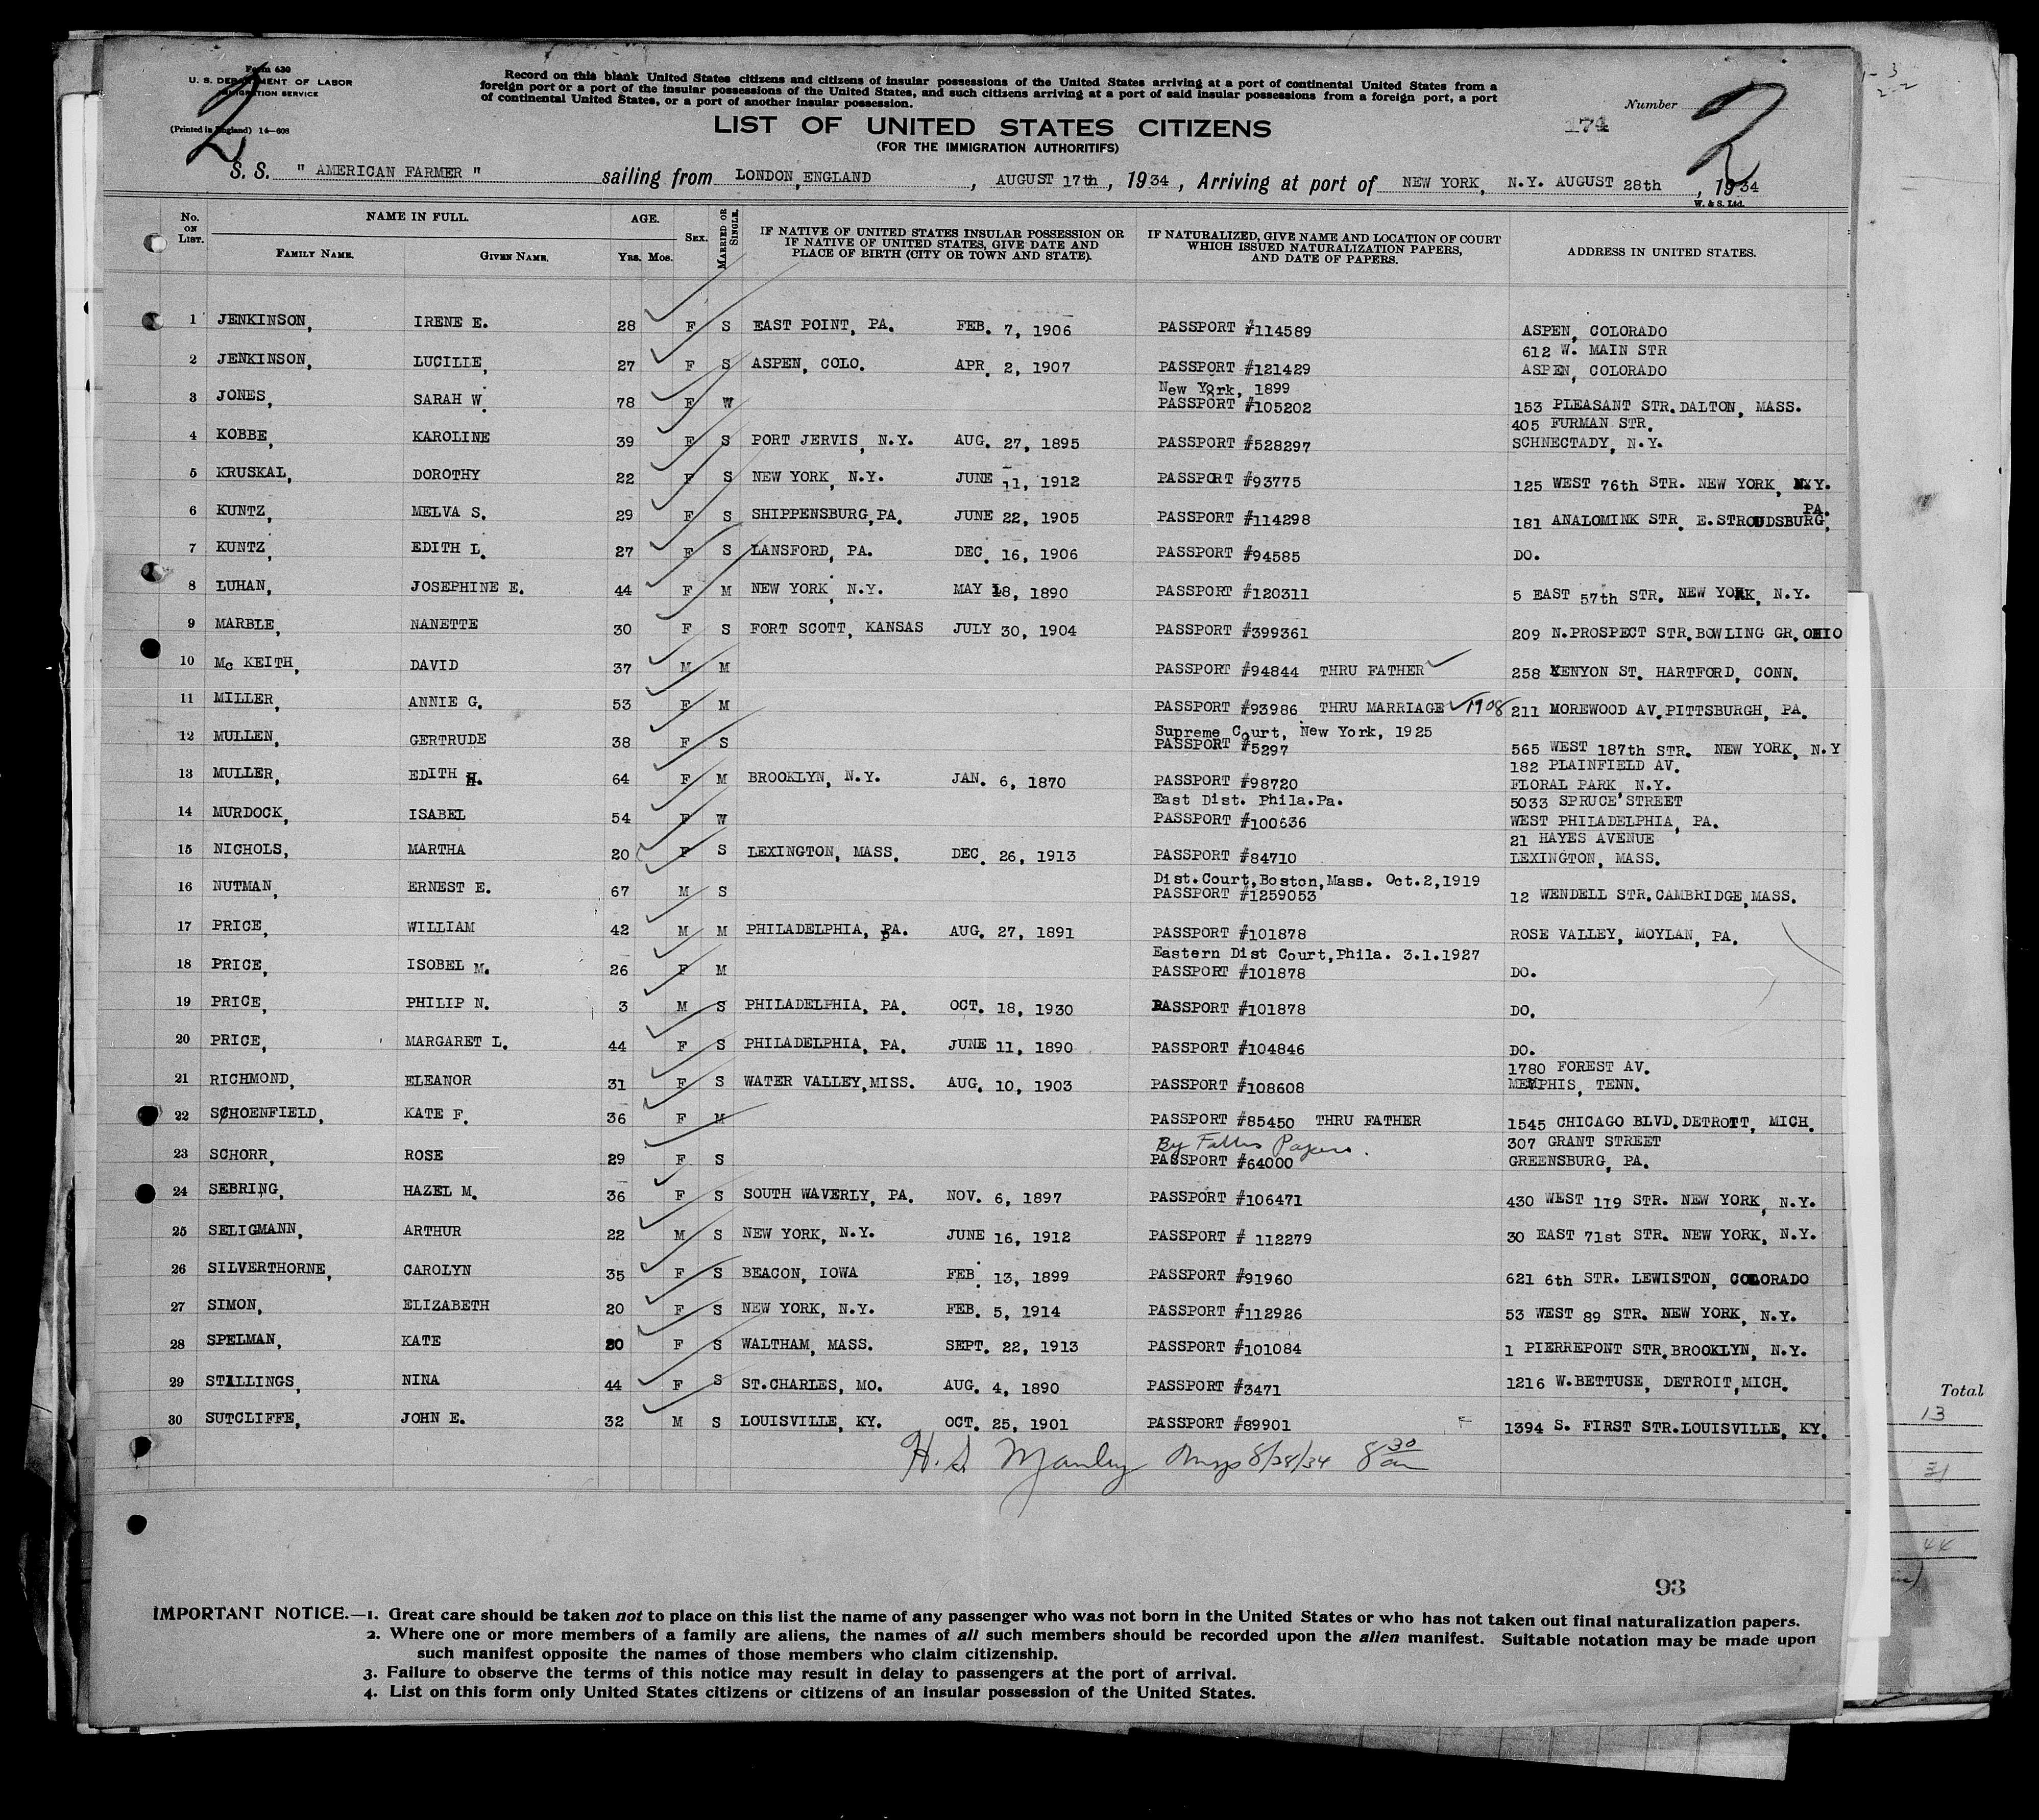 Form 630
U. S. DEPARTMENT OF LABOR
IMMIGRATION SERVICE
(Printed in England) 14—608
2
Record on this blank United States citizens and citizens of insular possessions of the United States arriving at a port of continental United States from a
foreign port or a port of the insular possessions of the United States, and such citizens arriving at a port of said insular possessions from a foreign port, a port
of continental United States, or a port of another insular possession.
Number
2
174
LIST OF UNITED STATES CITIZENS
(FOR THE IMMIGRATION AUTHORITIFS)
S. S. " AMERICAN FARMER " sailing from LONDON, ENGLAND, AUGUST 17th, 1934, Arriving at port of NEW YORK, N.Y. AUGUST 28th, 1934
W. & S. Ltd.
No. ON LIST. NAME IN FULL. FAMILY NAME. GIVEN NAME. AGE. YRS. MOS. SEX. MARRIED OR SINGLE. IF NATIVE OF UNITED STATES INSULAR POSSESSION OR IF NATIVE OF UNITED STATES, GIVE DATE AND PLACE OF BIRTH (CITY OR TOWN AND STATE). IF NATURALIZED, GIVE NAME AND LOCATION OF COURT WHICH ISSUED NATURALIZATION PAPERS, AND DATE OF PAPERS. ADDRESS IN UNITED STATES.
1 JENKINSON, IRENE E. 28 F S EAST POINT, PA. FEB. 7, 1906 PASSPORT #114589 ASPEN, COLORADO
612 W. MAIN STR
2 JENKINSON, LUCILLE, 27 F S ASPEN, COLO. APR. 2, 1907 PASSPORT #121429 ASPEN, COLORADO
New York, 1899
3 JONES, SARAH W. 78 F W PASSPORT #105202 153 PLEASANT STR. DALTON, MASS.
405 FURMAN STR.
4 KOBBE, KAROLINE 39 F S PORT JERVIS, N.Y. AUG. 27, 1895 PASSPORT #528297 SCHNECTADY, N.Y.
5 KRUSKAL, DOROTHY 22 F S NEW YORK, N.Y. JUNE 11, 1912 PASSPORT #93775 125 WEST 76th STR. NEW YORK, N.Y.
PA.
6 KUNTZ, MELVA S. 29 F S SHIPPENSBURG, PA. JUNE 22, 1905 PASSPORT #114298 181 ANALOMINK STR. E. STROUDSBURG,
7 KUNTZ, EDITH L. 27 F S LANSFORD, PA. DEC. 16, 1906 PASSPORT #94585 DO.
8 LUHAN, JOSEPHINE E. 44 F M NEW YORK, N.Y. MAY 18, 1890 PASSPORT #120311 5 EAST 57th STR. NEW YORK, N.Y.
9 MARBLE, NANETTE 30 F S FORT SCOTT, KANSAS JULY 30, 1904 PASSPORT #399361 209 N.PROSPECT STR. BOWLING GR. OHIO
10 Mc KEITH, DAVID 37 M M PASSPORT #94844 THRU FATHER 258 KENYON ST. HARTFORD, CONN.
11 MILLER, ANNIE G. 53 F M PASSPORT #93986 THRU MARRIAGE 1908 211 MOREWOOD AV. PITTSBURGH, PA.
Supreme Court, New York, 1925
12 MULLEN, GERTRUDE 38 F S PASSPORT #5297 565 WEST 187th STR. NEW YORK, N.Y
182 PLAINFIELD AV.
13 MULLER, EDITH H. 64 F M BROOKLYN, N.Y. JAN. 6, 1870 PASSPORT #98720 FLORAL PARK, N.Y.
East Dist. Phila.Pa. 5033 SPRUCE STREET
14 MURDOCK, ISABEL 54 F W PASSPORT #100636 WEST PHILADELPHIA, PA.
21 HAYES AVENUE
15 NICHOLS, MARTHA 20 F S LEXINGTON, MASS. DEC. 26, 1913 PASSPORT #84710 LEXINGTON, MASS.
Dist.Court,Boston,Mass. Oct.2,1919
16 NUTMAN, ERNEST E. 67 M S PASSPORT #1259053 12 WENDELL STR. CAMBRIDGE, MASS.
17 PRICE, WILLIAM 42 M M PHILADELPHIA, PA. AUG. 27, 1891 PASSPORT #101878 ROSE VALLEY, MOYLAN, PA.
Eastern Dist Court,Phila. 3.1.1927
18 PRICE, ISOBEL M. 26 F M PASSPORT #101878 DO.
19 PRICE, PHILIP N. 3 M S PHILADELPHIA, PA. OCT. 18, 1930 PASSPORT #101878 DO.
20 PRICE, MARGARET L. 44 F S PHILADELPHIA, PA. JUNE 11, 1890 PASSPORT #104846 DO.
1780 FOREST AV.
21 RICHMOND, ELEANOR 31 F S WATER VALLEY, MISS. AUG. 10, 1903 PASSPORT #108608 MEMPHIS, TENN.
22 SCHOENFIELD, KATE F. 36 F M PASSPORT #85450 THRU FATHER 1545 CHICAGO BLVD. DETROIT, MICH.
By Fathers Papers. 307 GRANT STREET
23 SCHORR, ROSE 29 F S PASSPORT #64000 GREENSBURG, PA.
24 SEBRING, HAZEL M. 36 F S SOUTH WAVERLY, PA. NOV. 6, 1897 PASSPORT #106471 430 WEST 119 STR. NEW YORK, N.Y.
25 SELIGMANN, ARTHUR 22 M S NEW YORK, N.Y. JUNE 16, 1912 PASSPORT # 112279 30 EAST 71st STR. NEW YORK, N.Y.
26 SILVERTHORNE, CAROLYN 35 F S BEACON, IOWA FEB. 13, 1899 PASSPORT #91960 621 6th STR. LEWISTON, COLORADO
27 SIMON, ELIZABETH 20 F S NEW YORK, N.Y. FEB. 5, 1914 PASSPORT #112926 53 WEST 89 STR. NEW YORK, N.Y.
28 SPELMAN, KATE 20 F S WALTHAM, MASS. SEPT. 22, 1913 PASSPORT #101084 1 PIERREPONT STR. BROOKLYN, N.Y.
29 STALLINGS, NINA 44 F S ST.CHARLES, MO. AUG. 4, 1890 PASSPORT #3471 1216 W.BETTUSE, DETROIT, MICH.
30 SUTCLIFFE, JOHN E. 32 M S LOUISVILLE, KY. OCT. 25, 1901 PASSPORT #89901 1394 S. FIRST STR. LOUISVILLE, KY.
H. S. Manley 8/28/34 8 30 am
Total
13
31
44
93
IMPORTANT NOTICE.—1. Great care should be taken not to place on this list the name of any passenger who was not born in the United States or who has not taken out final naturalization papers.
2. Where one or more members of a family are aliens, the names of all such members should be recorded upon the alien manifest. Suitable notation may be made upon
such manifest opposite the names of those members who claim citizenship.
3. Failure to observe the terms of this notice may result in delay to passengers at the port of arrival.
4. List on this form only United States citizens or citizens of an insular possession of the United States.